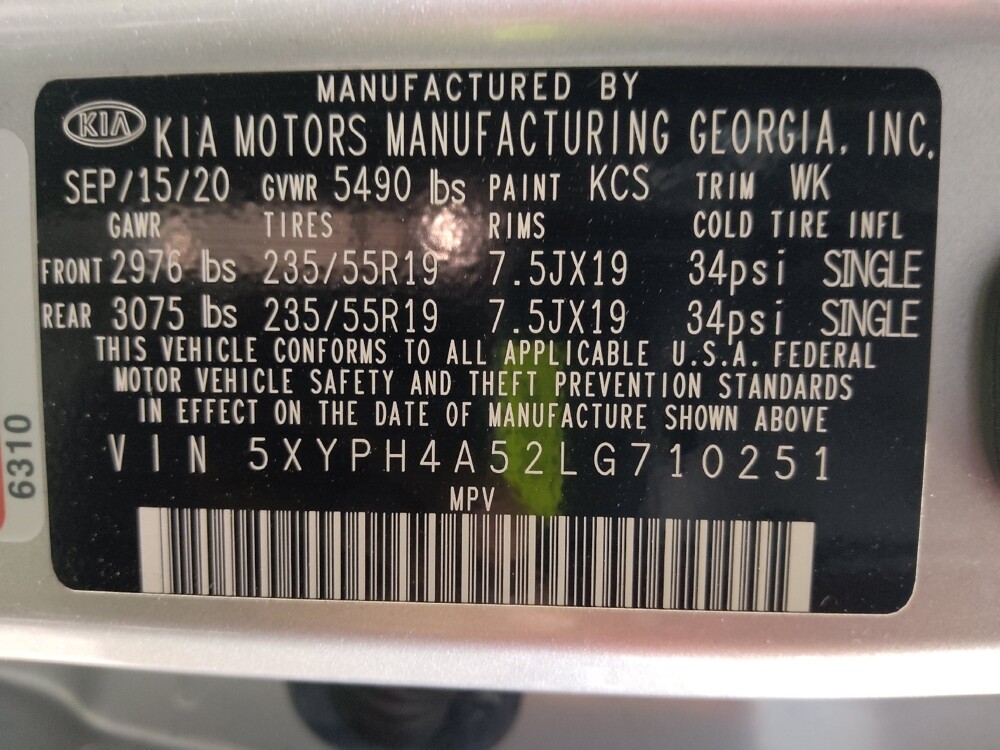 MANUFACTURED BY
KIA KIA MOTORS MANUFACTURING GEORGIA, INC.
SEP/15/20 GVWR 5490 lbs PAINT KCS TRIM WK
GAWR TIRES RIMS COLD TIRE INFL
FRONT 2976 lbs 235/55R19 7.5JX19 34psi SINGLE
REAR 3075 lbs 235/55R19 7.5JX19 34psi SINGLE
THIS VEHICLE CONFORMS TO ALL APPLICABLE U.S.A. FEDERAL
MOTOR VEHICLE SAFETY AND THEFT PREVENTION STANDARDS
IN EFFECT ON THE DATE OF MANUFACTURE SHOWN ABOVE
VIN 5XYPH4A52LG710251
MPV
6310